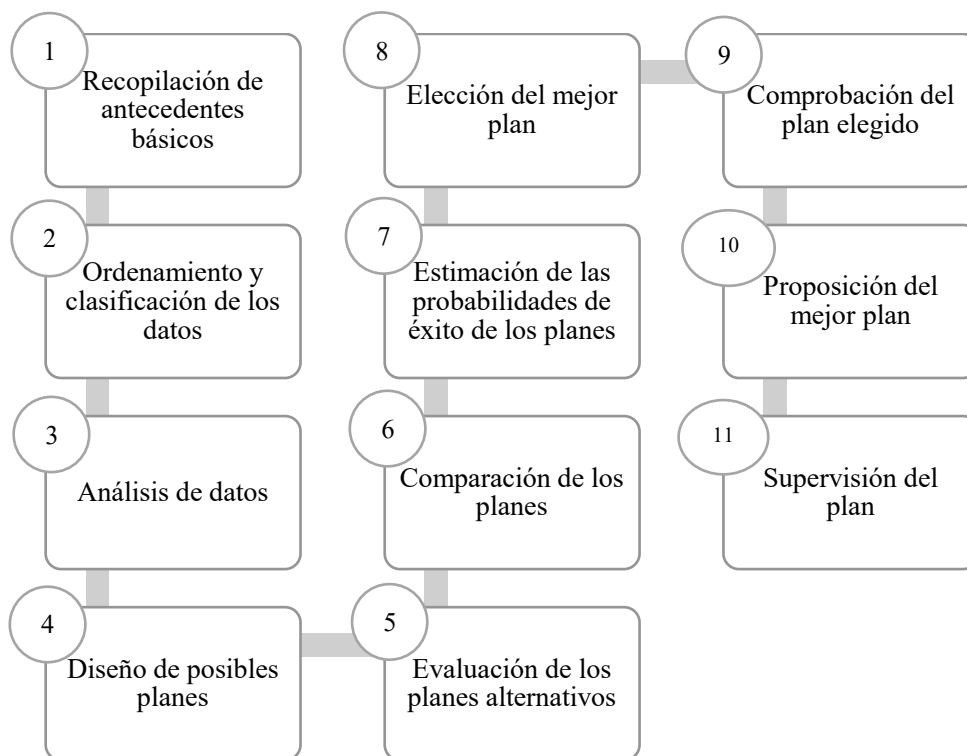 1
Recopilación de
antecedentes
básicos
2
Ordenamiento y
clasificación de los
datos
3
Análisis de datos
4
Diseño de posibles
planes
5
Evaluación de los
planes alternativos
6
Comparación de los
planes
7
Estimación de las
probabilidades de
éxito de los planes
8
Elección del mejor
plan
9
Comprobación del
plan elegido
10
Proposición del
mejor plan
11
Supervisión del
plan